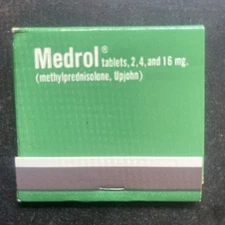 Medrol® tablets, 2, 4, and 16 mg.
(methylprednisolone, Upjohn)